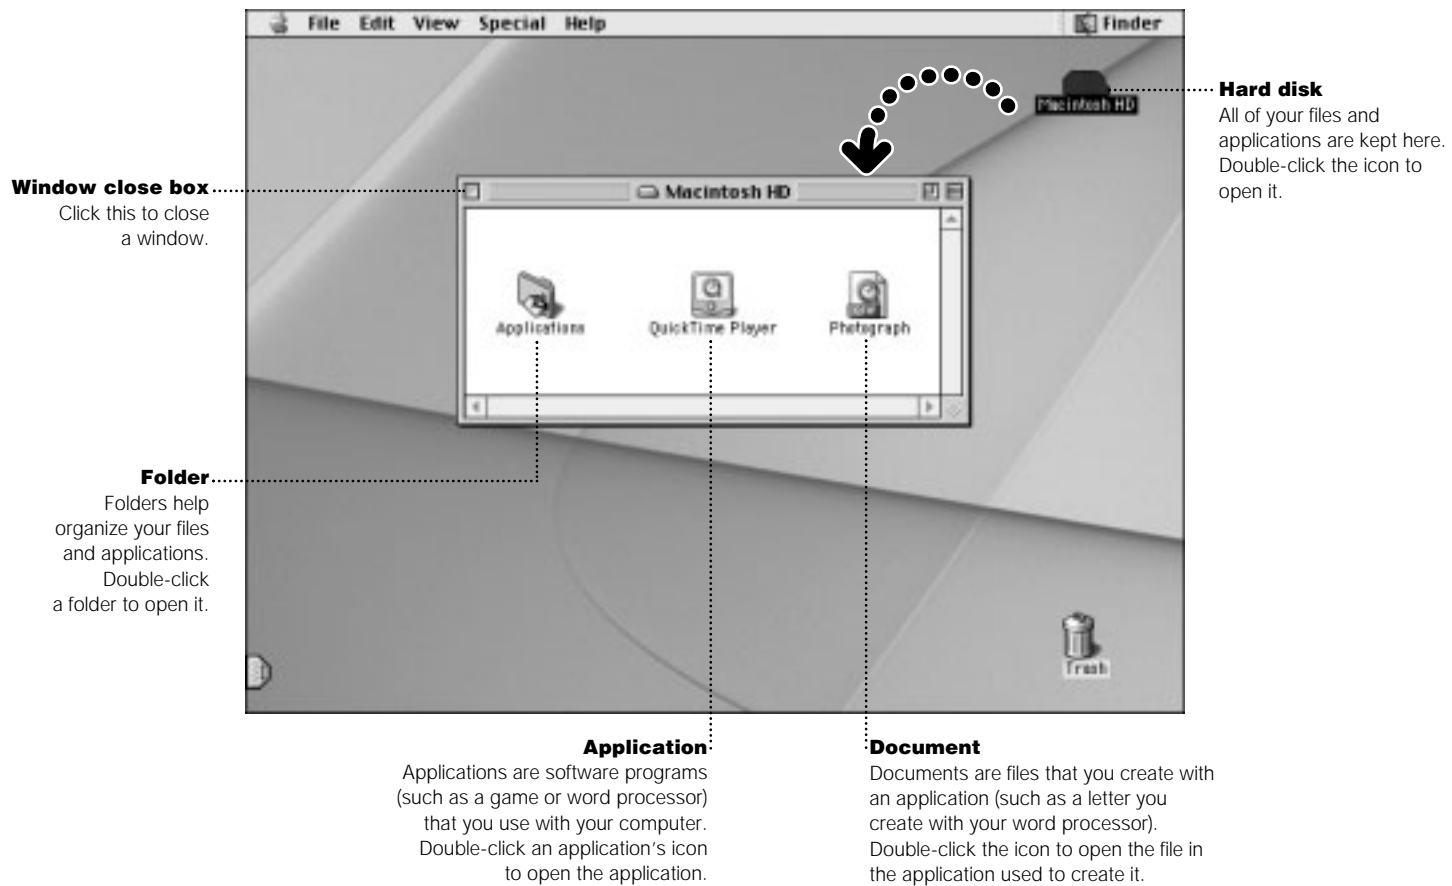 File Edit View Special Help
Finder
Macintosh HD
Hard disk
All of your files and
applications are kept here.
Double-click the icon to
open it.
Window close box
Click this to close
a window.
Macintosh HD
Applications
QuickTime Player
Photograph
Folder
Folders help
organize your files
and applications.
Double-click
a folder to open it.
Trash
Application
Applications are software programs
(such as a game or word processor)
that you use with your computer.
Double-click an application's icon
to open the application.
Document
Documents are files that you create with
an application (such as a letter you
create with your word processor).
Double-click the icon to open the file in
the application used to create it.